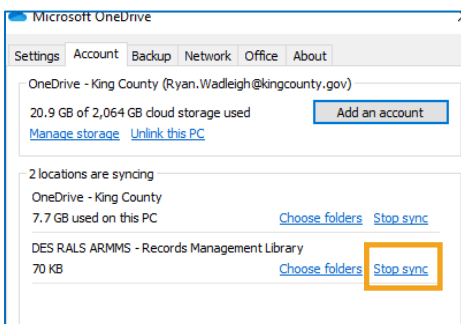 Microsoft OneDrive
Settings Account Backup Network Office About
OneDrive - King County (Ryan.Wadleigh@kingcounty.gov)
20.9 GB of 2,064 GB cloud storage used Add an account
Manage storage Unlink this PC
2 locations are syncing
OneDrive - King County
7.7 GB used on this PC Choose folders Stop sync
DES RALS ARMMS - Records Management Library
70 KB Choose folders Stop sync